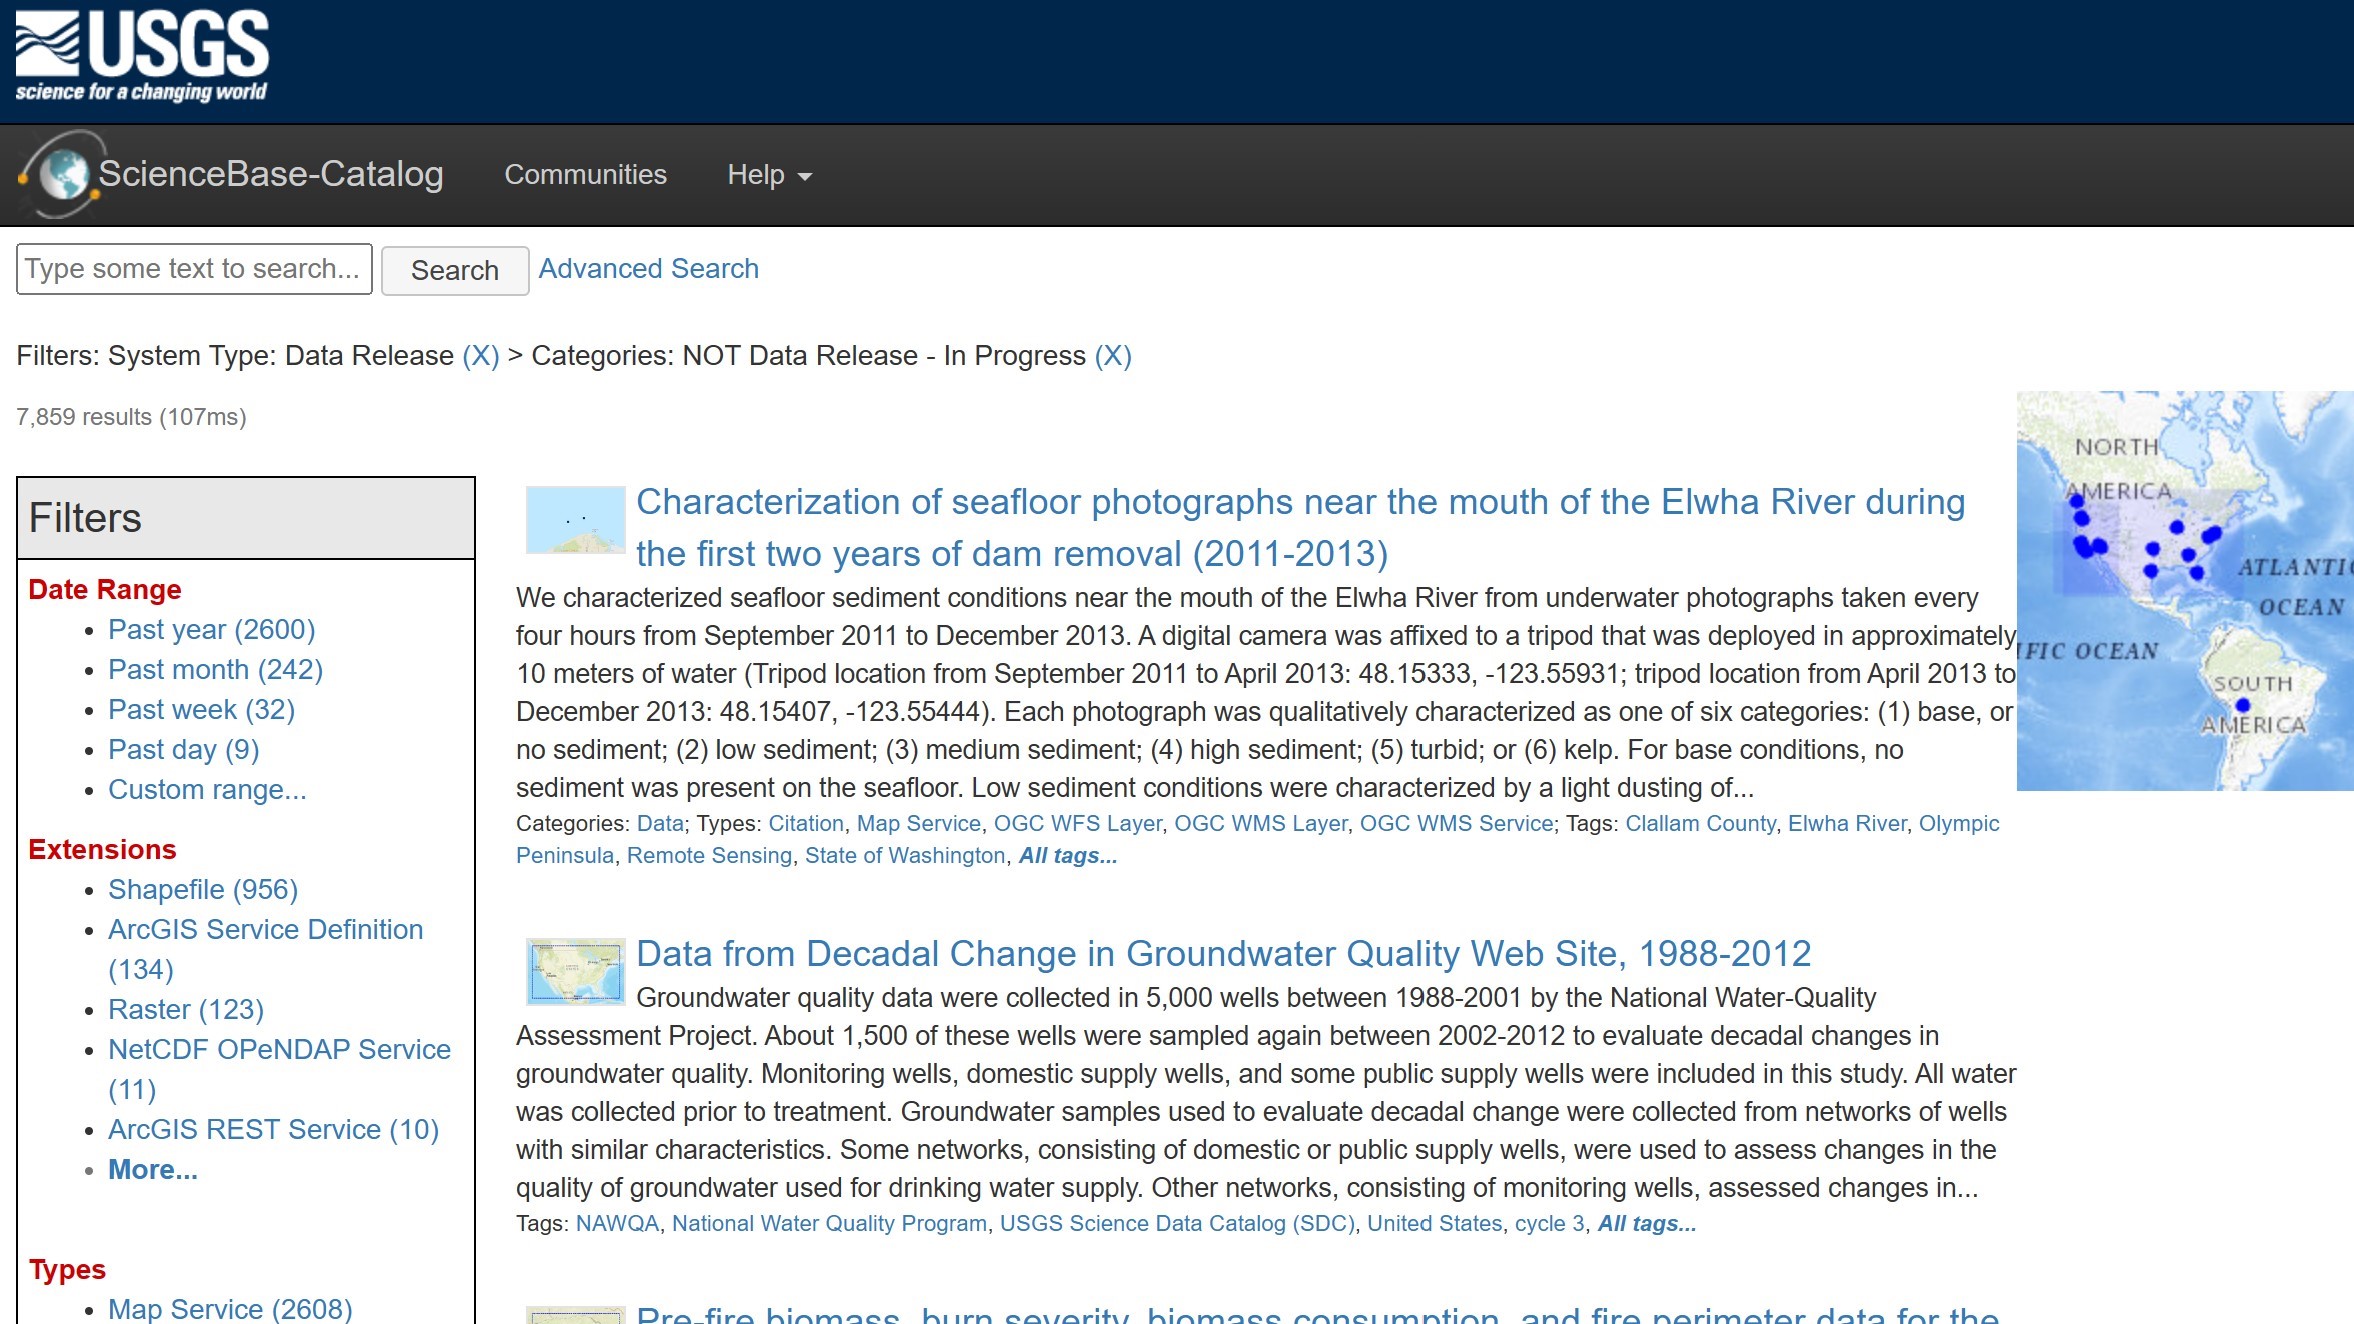 USGS
science for a changing world
ScienceBase-Catalog Communities Help
Type some text to search... Search Advanced Search
Filters: System Type: Data Release (X) > Categories: NOT Data Release - In Progress (X)
7,859 results (107ms)
Filters
Date Range
Past year (2600)
Past month (242)
Past week (32)
Past day (9)
Custom range...
Extensions
Shapefile (956)
ArcGIS Service Definition
(134)
Raster (123)
NetCDF OPeNDAP Service
(11)
ArcGIS REST Service (10)
More...
Types
Map Service (2608)
Characterization of seafloor photographs near the mouth of the Elwha River during
the first two years of dam removal (2011-2013)
We characterized seafloor sediment conditions near the mouth of the Elwha River from underwater photographs taken every
four hours from September 2011 to December 2013. A digital camera was affixed to a tripod that was deployed in approximately
10 meters of water (Tripod location from September 2011 to April 2013: 48.15333, -123.55931; tripod location from April 2013 to
December 2013: 48.15407, -123.55444). Each photograph was qualitatively characterized as one of six categories: (1) base, or
no sediment; (2) low sediment; (3) medium sediment; (4) high sediment; (5) turbid; or (6) kelp. For base conditions, no
sediment was present on the seafloor. Low sediment conditions were characterized by a light dusting of...
Categories: Data; Types: Citation, Map Service, OGC WFS Layer, OGC WMS Layer, OGC WMS Service; Tags: Clallam County, Elwha River, Olympic
Peninsula, Remote Sensing, State of Washington, All tags...
Data from Decadal Change in Groundwater Quality Web Site, 1988-2012
Groundwater quality data were collected in 5,000 wells between 1988-2001 by the National Water-Quality
Assessment Project. About 1,500 of these wells were sampled again between 2002-2012 to evaluate decadal changes in
groundwater quality. Monitoring wells, domestic supply wells, and some public supply wells were included in this study. All water
was collected prior to treatment. Groundwater samples used to evaluate decadal change were collected from networks of wells
with similar characteristics. Some networks, consisting of domestic or public supply wells, were used to assess changes in the
quality of groundwater used for drinking water supply. Other networks, consisting of monitoring wells, assessed changes in...
Tags: NAWQA, National Water Quality Program, USGS Science Data Catalog (SDC), United States, cycle 3, All tags...
Pre-fire biomass, burn severity, biomass consumption, and fire perimeter data for the
NORTH
AMERICA
ATLANTIC
OCEAN
IFIC OCEAN
SOUTH
AMERICA